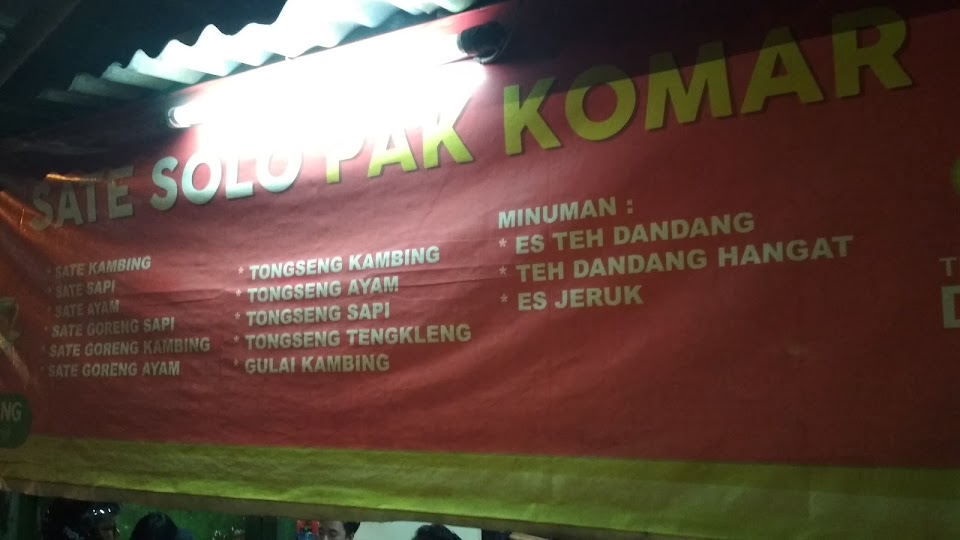 SATE SOLO PAK KOMAR
* SATE KAMBING
* SATE SAPI
* SATE AYAM
* SATE GORENG SAPI
* SATE GORENG KAMBING
* SATE GORENG AYAM
* TONGSENG KAMBING
* TONGSENG AYAM
* TONGSENG SAPI
* TONGSENG TENGKLENG
* GULAI KAMBING
MINUMAN :
* ES TEH DANDANG
* TEH DANDANG HANGAT
* ES JERUK